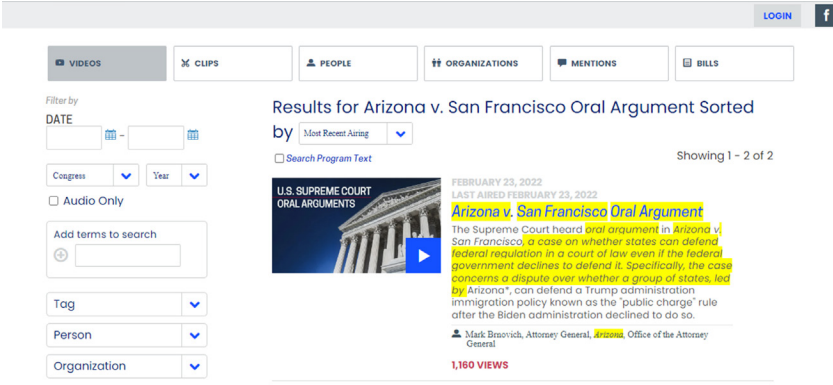 LOGIN
f
VIDEOS
CLIPS
PEOPLE
ORGANIZATIONS
MENTIONS
BILLS
Filter by
DATE
-
Congress
Year
Audio Only
Add terms to search
Tag
Person
Organization
Results for Arizona v. San Francisco Oral Argument Sorted
by Most Recent Airing
Search Program Text
Showing 1 - 2 of 2
U.S. SUPREME COURT
ORAL ARGUMENTS
FEBRUARY 23, 2022
LAST AIRED FEBRUARY 23, 2022
Arizona v. San Francisco Oral Argument
The Supreme Court heard oral argument in Arizona v.
San Francisco, a case on whether states can defend
federal regulation in a court of law even if the federal
government declines to defend it. Specifically, the case
concerns a dispute over whether a group of states, led
by Arizona*, can defend a Trump administration
immigration policy known as the "public charge" rule
after the Biden administration declined to do so.
Mark Brnovich, Attorney General, Arizona, Office of the Attorney
General
1,160 VIEWS